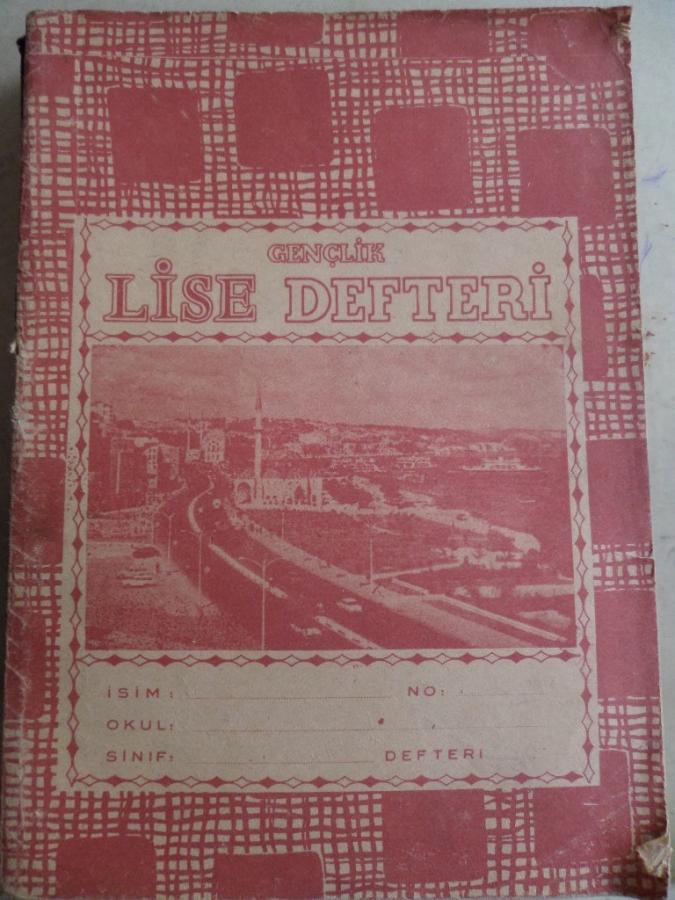 GENÇLİK
LİSE DEFTERİ
İSİM: NO:
OKUL:
SINIF: DEFTERİ